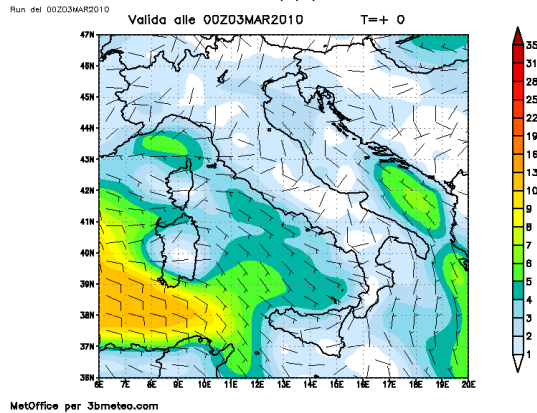 Run del 00Z03MAR2010
Valida alle 00Z03MAR2010 T=+ 0
47N
46N
45N
44N
43N
42N
41N
40N
39N
38N
37N
36N
6E 7E 8E 9E 10E 11E 12E 13E 14E 15E 16E 17E 18E 19E 20E
35
31
28
25
22
19
16
13
10
9
8
7
6
5
4
3
2
1
MetOffice per 3bmeteo.com